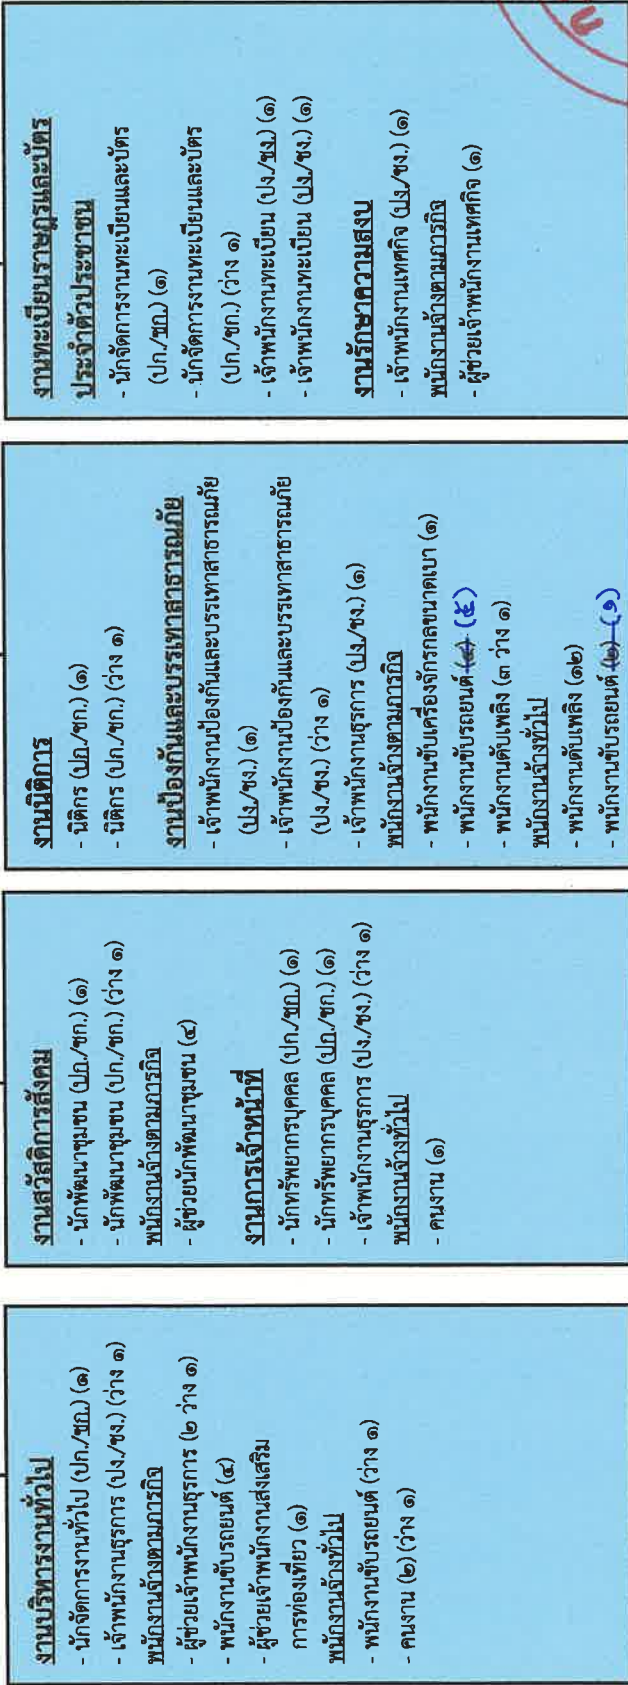 งานบริหารงานทั่วไป
- นักจัดการงานทั่วไป (ปก./ชก.) (๑)
- เจ้าพนักงานธุรการ (ปง./ชง.) (ว่าง ๑)
พนักงานจ้างตามภารกิจ
- ผู้ช่วยเจ้าพนักงานธุรการ (๒ ว่าง ๑)
- พนักงานขับรถยนต์ (๔)
- ผู้ช่วยเจ้าพนักงานส่งเสริม
การท่องเที่ยว (๑)
พนักงานจ้างทั่วไป
- พนักงานขับรถยนต์ (ว่าง ๑)
- คนงาน (๒) (ว่าง ๑)
งานสวัสดิการสังคม
- นักพัฒนาชุมชน (ปก./ชก.) (๑)
- นักพัฒนาชุมชน (ปก./ชก.) (ว่าง ๑)
พนักงานจ้างตามภารกิจ
- ผู้ช่วยนักพัฒนาชุมชน (๔)
งานการเจ้าหน้าที่
- นักทรัพยากรบุคคล (ปก./ชก.) (๑)
- นักทรัพยากรบุคคล (ปก./ชก.) (๑)
- เจ้าพนักงานธุรการ (ปง./ชง.) (ว่าง ๑)
พนักงานจ้างทั่วไป
- คนงาน (๑)
งานนิติการ
- นิติกร (ปก./ชก.) (๑)
- นิติกร (ปก./ชก.) (ว่าง ๑)
งานป้องกันและบรรเทาสาธารณภัย
- เจ้าพนักงานป้องกันและบรรเทาสาธารณภัย
(ปง./ชง.) (๑)
- เจ้าพนักงานป้องกันและบรรเทาสาธารณภัย
(ปง./ชง.) (ว่าง ๑)
- เจ้าพนักงานธุรการ (ปง./ชง.) (๑)
พนักงานจ้างตามภารกิจ
- พนักงานขับเครื่องจักรกลขนาดเบา (๑)
- พนักงานขับรถยนต์ (๔) (๕)
- พนักงานดับเพลิง (๓ ว่าง ๑)
พนักงานจ้างทั่วไป
- พนักงานดับเพลิง (๑๒)
- พนักงานขับรถยนต์ (๒) (๑)
งานทะเบียนราษฎรและบัตร
ประจำตัวประชาชน
- นักจัดการงานทะเบียนและบัตร
(ปก./ชก.) (๑)
- นักจัดการงานทะเบียนและบัตร
(ปก./ชก.) (ว่าง ๑)
- เจ้าพนักงานทะเบียน (ปง./ชง.) (๑)
- เจ้าพนักงานทะเบียน (ปง./ชง.) (๑)
งานรักษาความสงบ
- เจ้าพนักงานเทศกิจ (ปง./ชง.) (๑)
พนักงานจ้างตามภารกิจ
- ผู้ช่วยเจ้าพนักงานเทศกิจ (๑)